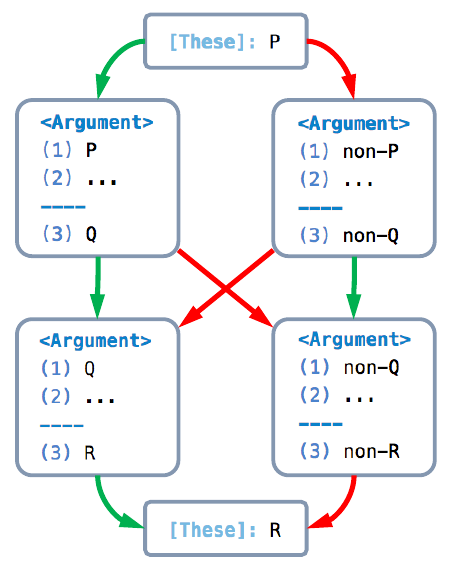 [These]: P
<Argument>
(1) P
(2) ...
----
(3) Q
<Argument>
(1) non-P
(2) ...
----
(3) non-Q
<Argument>
(1) Q
(2) ...
----
(3) R
<Argument>
(1) non-Q
(2) ...
----
(3) non-R
[These]: R